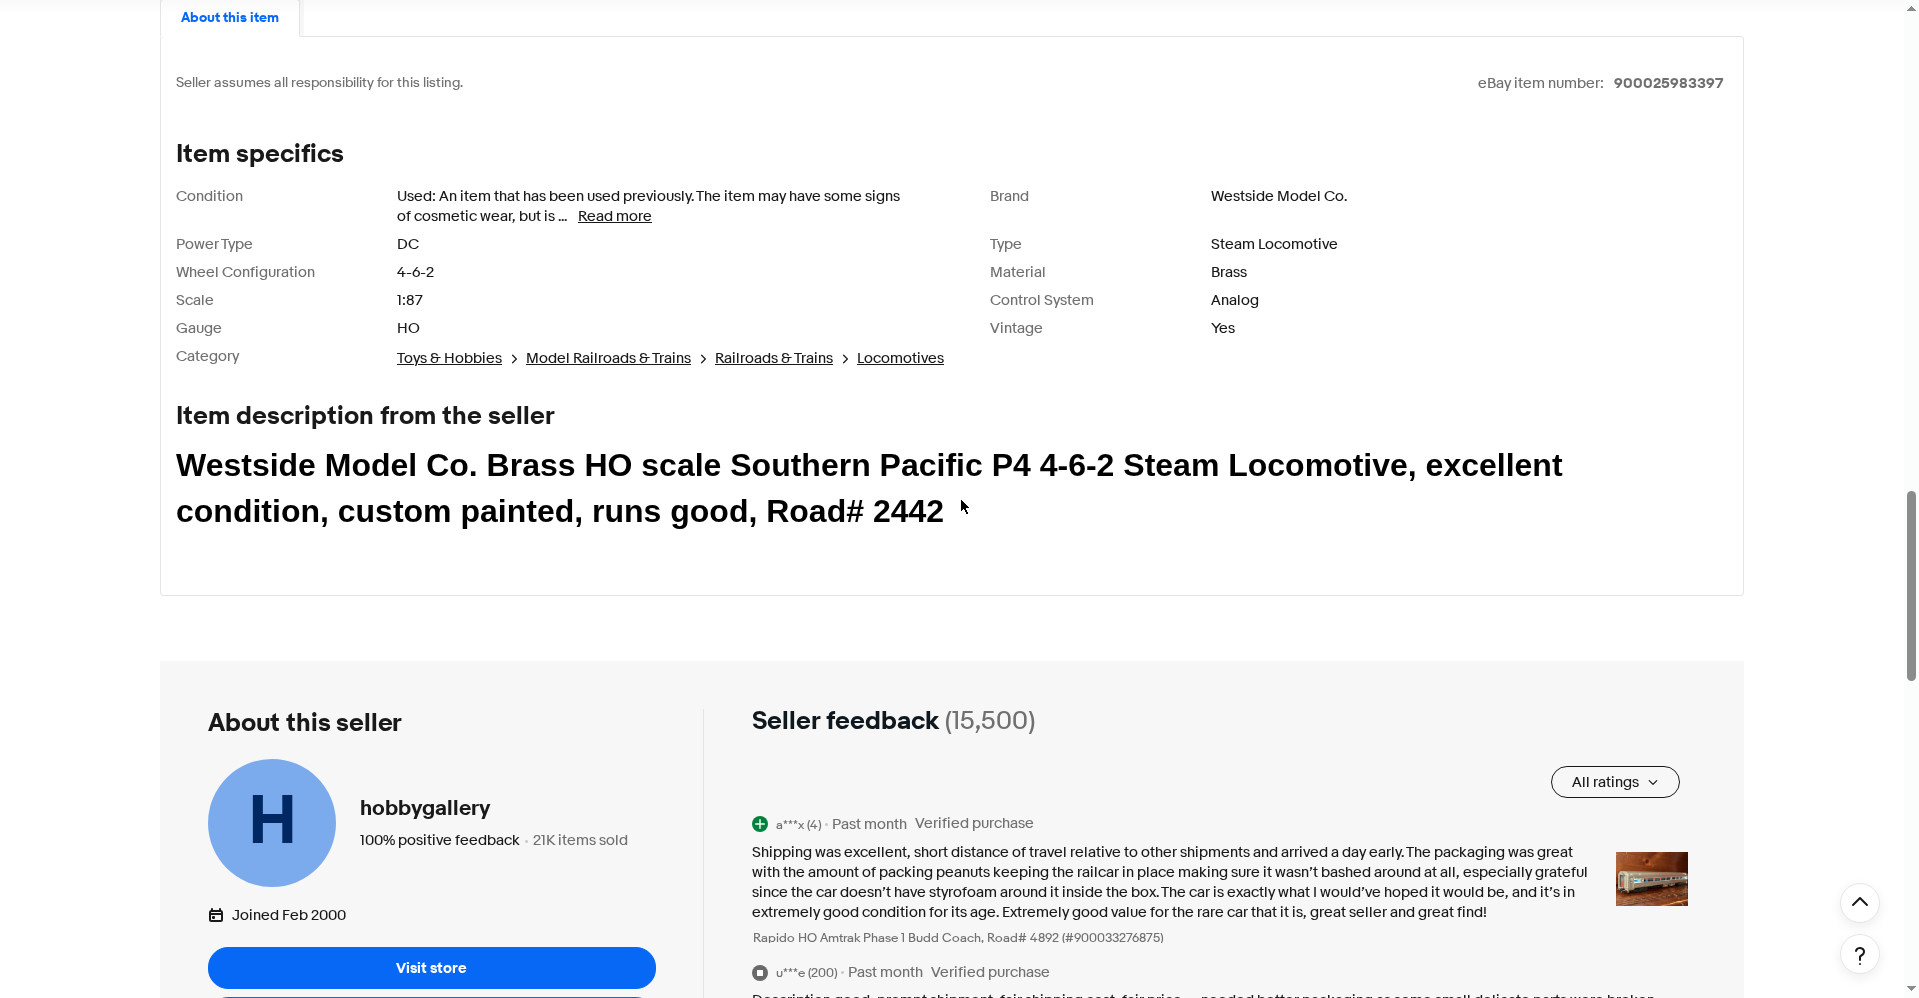 About this item
Seller assumes all responsibility for this listing.
eBay item number: 900025983397
Item specifics
Condition
Used: An item that has been used previously. The item may have some signs
of cosmetic wear, but is ... Read more
Brand
Westside Model Co.
Power Type
DC
Type
Steam Locomotive
Wheel Configuration
4-6-2
Material
Brass
Scale
1:87
Control System
Analog
Gauge
HO
Vintage
Yes
Category
Toys & Hobbies > Model Railroads & Trains > Railroads & Trains > Locomotives
Item description from the seller
Westside Model Co. Brass HO scale Southern Pacific P4 4-6-2 Steam Locomotive, excellent
condition, custom painted, runs good, Road# 2442
About this seller
H
hobbygallery
100% positive feedback · 21K items sold
Joined Feb 2000
Visit store
Seller feedback (15,500)
All ratings
a***x (4) · Past month Verified purchase
Shipping was excellent, short distance of travel relative to other shipments and arrived a day early. The packaging was great
with the amount of packing peanuts keeping the railcar in place making sure it wasn't bashed around at all, especially grateful
since the car doesn't have styrofoam around it inside the box. The car is exactly what I would've hoped it would be, and it's in
extremely good condition for its age. Extremely good value for the rare car that it is, great seller and great find!
Rapido HO Amtrak Phase 1 Budd Coach, Road# 4892 (#900033276875)
u***e (200) · Past month Verified purchase
?